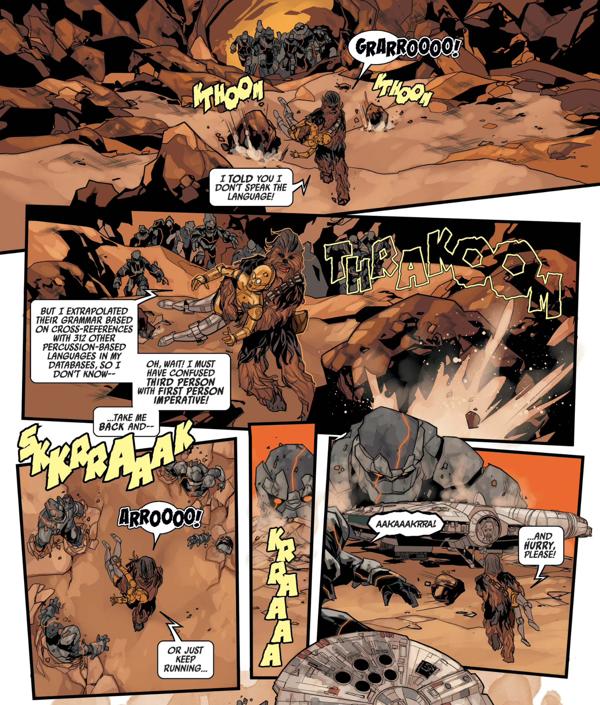 GRARROOOO!
KTHOOM
KTHOOM
I TOLD YOU I
DON'T SPEAK THE
LANGUAGE!
THRAKOOM
BUT I EXTRAPOLATED
THEIR GRAMMAR BASED
ON CROSS-REFERENCES
WITH 312 OTHER
PERCUSSION-BASED
LANGUAGES IN MY
DATABASES, SO I
DON'T KNOW--
OH, WAIT! I MUST
HAVE CONFUSED
THIRD PERSON
WITH FIRST PERSON
IMPERATIVE!
...TAKE ME
BACK AND--
SKKRRAAAAK
ARROOOO!
OR JUST
KEEP
RUNNING...
KRAAAA
AAKAAAKRRA!
...AND
HURRY,
PLEASE!